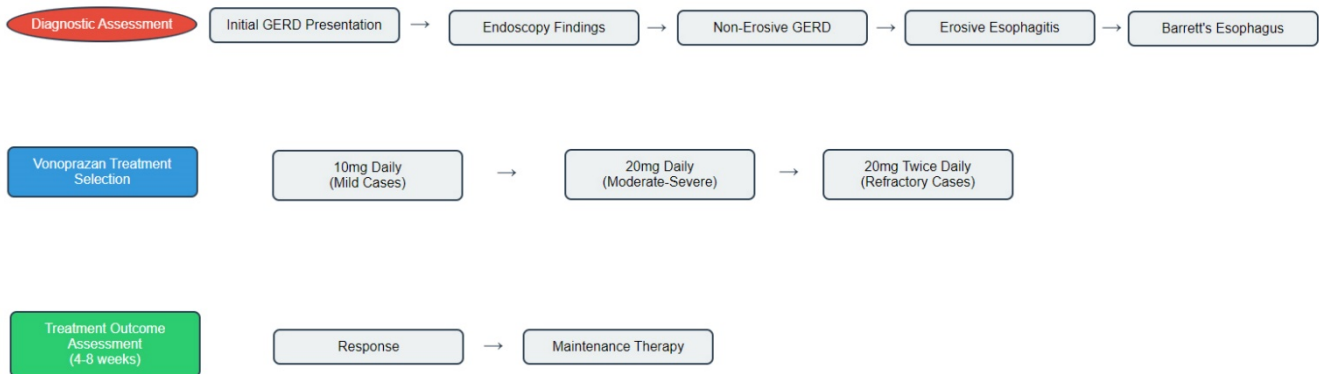 Diagnostic Assessment
Initial GERD Presentation
→
Endoscopy Findings
→
Non-Erosive GERD
→
Erosive Esophagitis
→
Barrett's Esophagus
Vonoprazan Treatment
Selection
10mg Daily
(Mild Cases)
→
20mg Daily
(Moderate-Severe)
→
20mg Twice Daily
(Refractory Cases)
Treatment Outcome
Assessment
(4-8 weeks)
Response
→
Maintenance Therapy